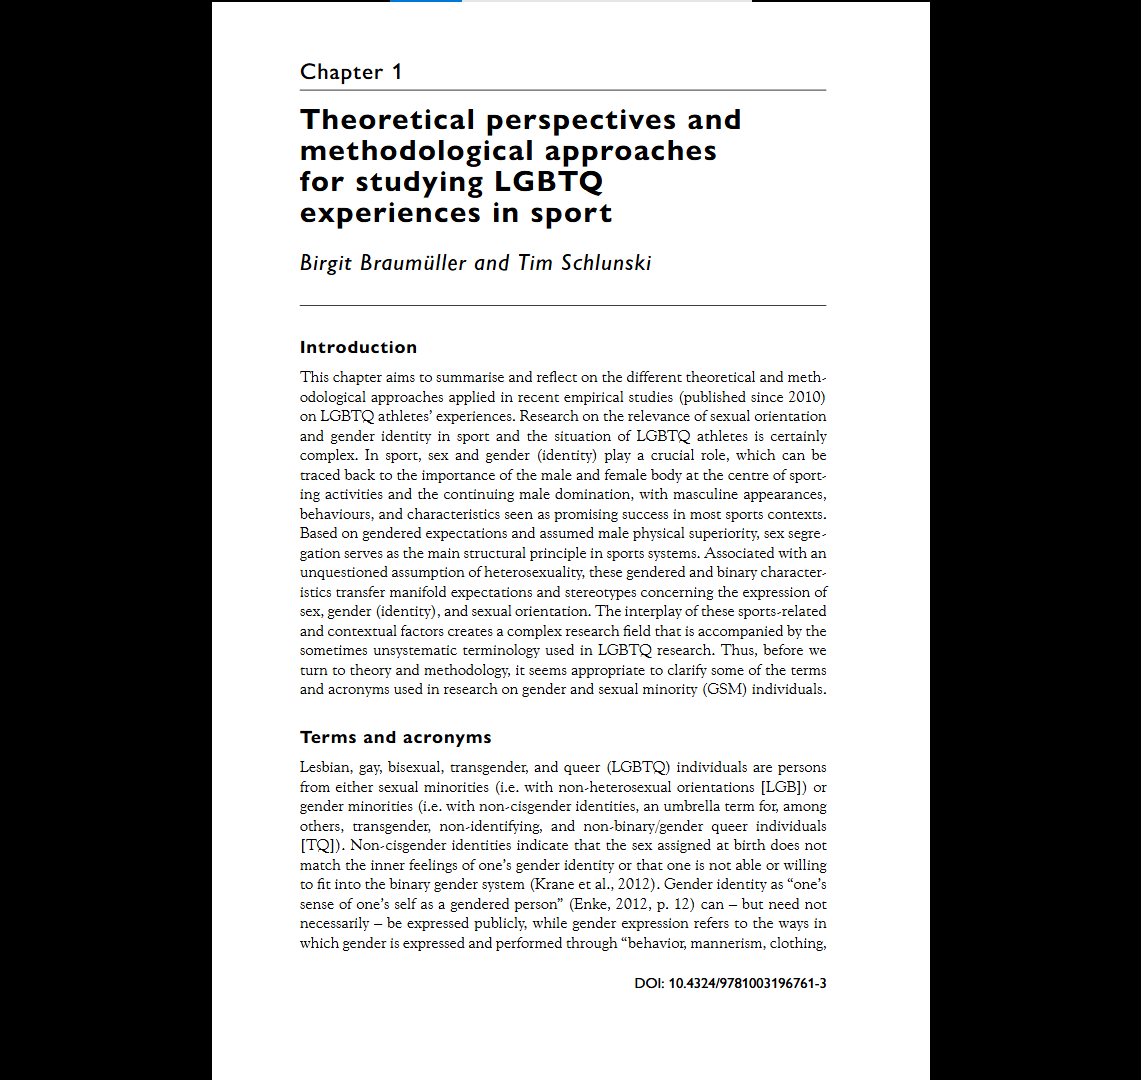 Chapter 1
Theoretical perspectives and
methodological approaches
for studying LGBTQ
experiences in sport
Birgit Braumüller and Tim Schlunski
Introduction
This chapter aims to summarise and reflect on the different theoretical and meth-
odological approaches applied in recent empirical studies (published since 2010)
on LGBTQ athletes’ experiences. Research on the relevance of sexual orientation
and gender identity in sport and the situation of LGBTQ athletes is certainly
complex. In sport, sex and gender (identity) play a crucial role, which can be
traced back to the importance of the male and female body at the centre of sport-
ing activities and the continuing male domination, with masculine appearances,
behaviours, and characteristics seen as promising success in most sports contexts.
Based on gendered expectations and assumed male physical superiority, sex segre-
gation serves as the main structural principle in sports systems. Associated with an
unquestioned assumption of heterosexuality, these gendered and binary character-
istics transfer manifold expectations and stereotypes concerning the expression of
sex, gender (identity), and sexual orientation. The interplay of these sports-related
and contextual factors creates a complex research field that is accompanied by the
sometimes unsystematic terminology used in LGBTQ research. Thus, before we
turn to theory and methodology, it seems appropriate to clarify some of the terms
and acronyms used in research on gender and sexual minority (GSM) individuals.
Terms and acronyms
Lesbian, gay, bisexual, transgender, and queer (LGBTQ) individuals are persons
from either sexual minorities (i.e. with non-heterosexual orientations [LGB]) or
gender minorities (i.e. with non-cisgender identities, an umbrella term for, among
others, transgender, non-identifying, and non-binary/gender queer individuals
[TQ]). Non-cisgender identities indicate that the sex assigned at birth does not
match the inner feelings of one’s gender identity or that one is not able or willing
to fit into the binary gender system (Krane et al., 2012). Gender identity as “one’s
sense of one’s self as a gendered person” (Enke, 2012, p. 12) can – but need not
necessarily – be expressed publicly, while gender expression refers to the ways in
which gender is expressed and performed through “behavior, mannerism, clothing,
DOI: 10.4324/9781003196761-3